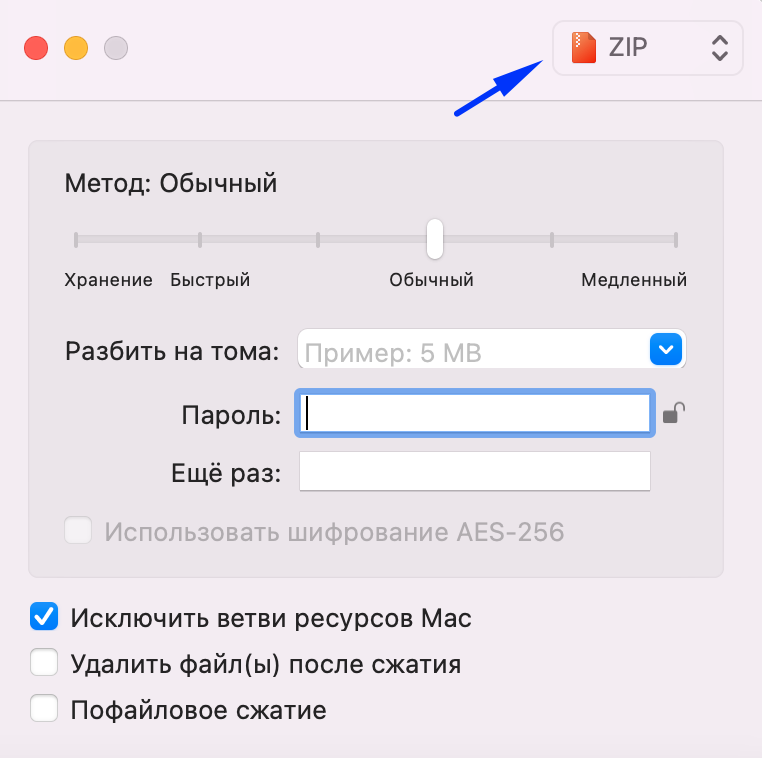 ZIP
Метод: Обычный
Хранение Быстрый Обычный Медленный
Разбить на тома: Пример: 5 MB
Пароль:
Ещё раз:
Использовать шифрование AES-256
Исключить ветви ресурсов Mac
Удалить файл(ы) после сжатия
Пофайловое сжатие